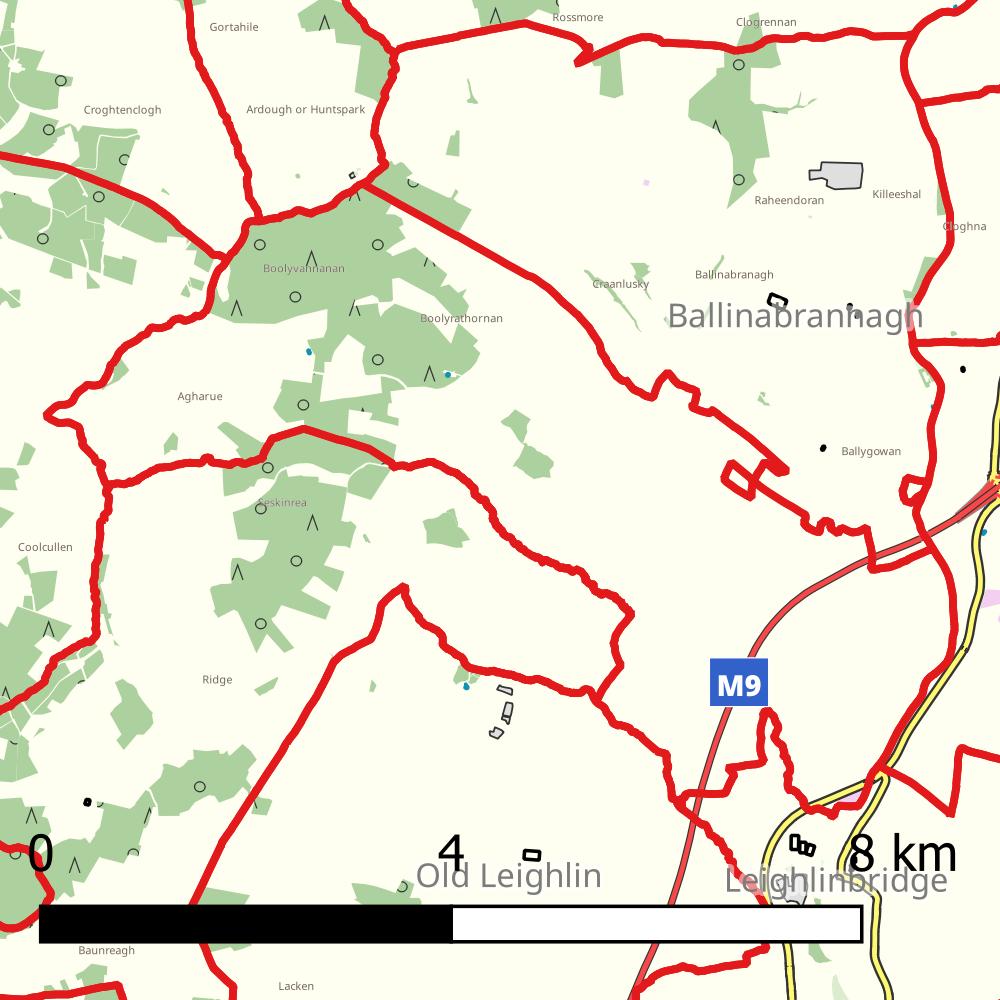 Rossmore
Clogrennan
Gortahile
Croghtenclogh
Ardough or Huntspark
Killeeshal
Raheendoran
Cloghna
Boolyvannanan
Ballinabranagh
Craanlusky
Ballinabrannagh
Boolyrathornan
Agharue
Ballygowan
Seskinrea
Coolcullen
Ridge
M9
0
4
8 km
Old Leighlin
Leighlinbridge
Baunreagh
Lacken